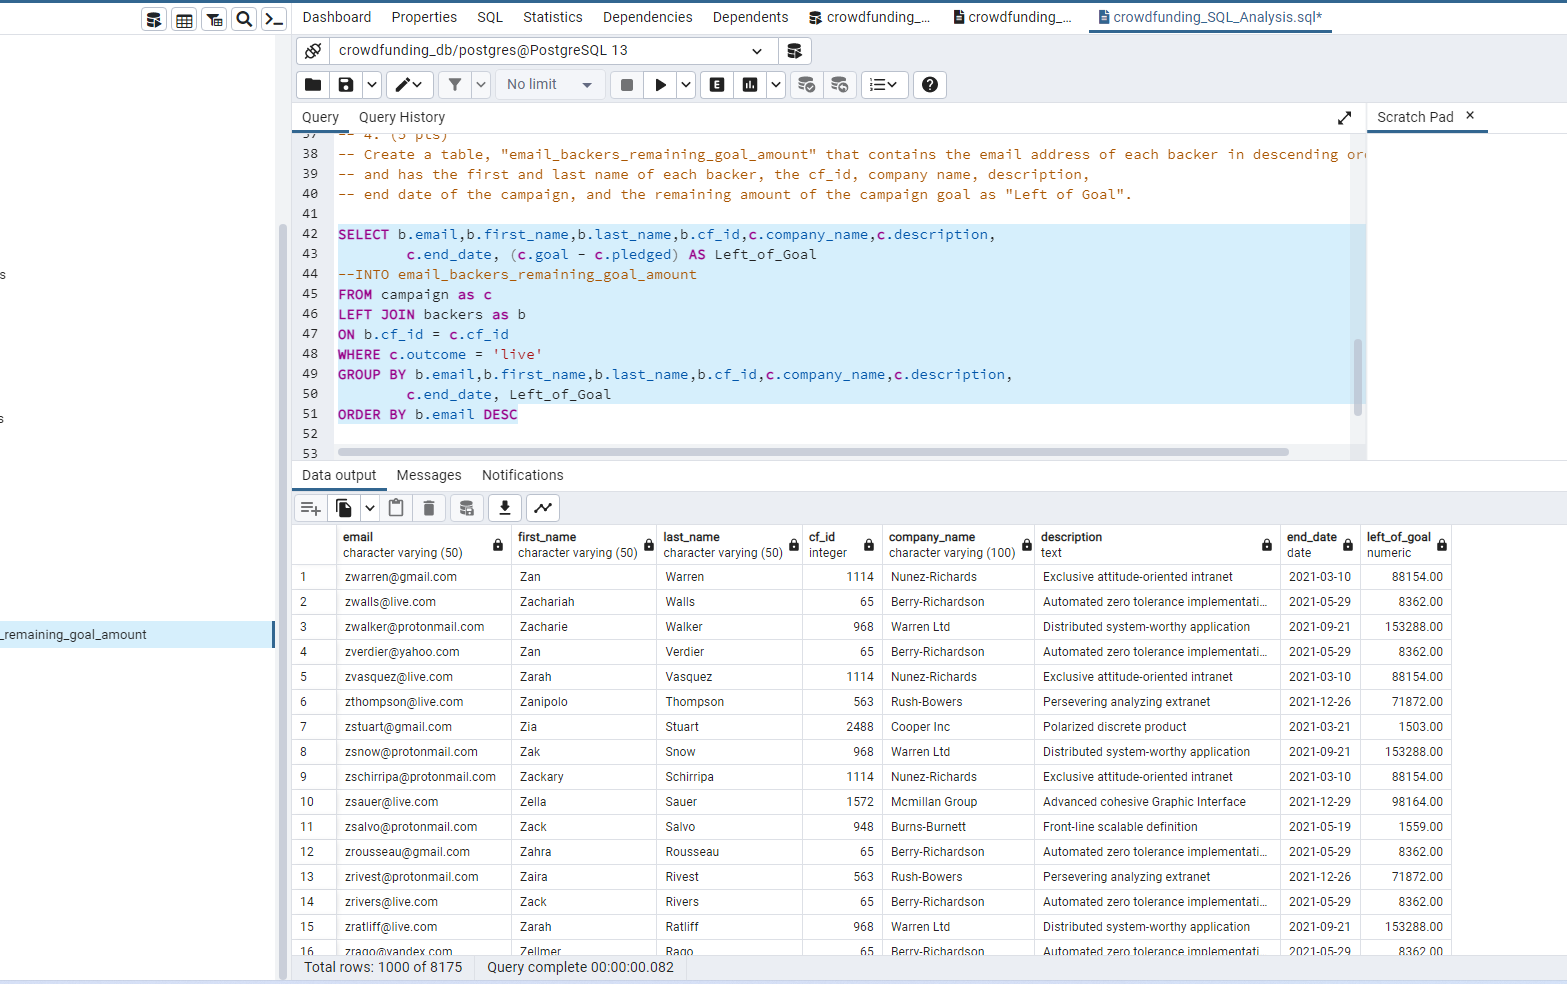 Dashboard Properties SQL Statistics Dependencies Dependents crowdfunding_... crowdfunding_... crowdfunding_SQL_Analysis.sql*
crowdfunding_db/postgres@PostgreSQL 13
No limit
E
Query Query History
Scratch Pad
37 -- 4. (5 pts)
38 -- Create a table, "email_backers_remaining_goal_amount" that contains the email address of each backer in descending or
39 -- and has the first and last name of each backer, the cf_id, company name, description,
40 -- end date of the campaign, and the remaining amount of the campaign goal as "Left of Goal".
41
42 SELECT b.email,b.first_name,b.last_name,b.cf_id,c.company_name,c.description,
43 c.end_date, (c.goal - c.pledged) AS Left_of_Goal
44 --INTO email_backers_remaining_goal_amount
45 FROM campaign as c
46 LEFT JOIN backers as b
47 ON b.cf_id = c.cf_id
48 WHERE c.outcome = 'live'
49 GROUP BY b.email,b.first_name,b.last_name,b.cf_id,c.company_name,c.description,
50 c.end_date, Left_of_Goal
51 ORDER BY b.email DESC
52
53
s
s
_remaining_goal_amount
Data output Messages Notifications
email first_name last_name cf_id company_name description end_date left_of_goal
character varying (50) character varying (50) character varying (50) integer character varying (100) text date numeric
1 zwarren@gmail.com Zan Warren 1114 Nunez-Richards Exclusive attitude-oriented intranet 2021-03-10 88154.00
2 zwalls@live.com Zachariah Walls 65 Berry-Richardson Automated zero tolerance implementati... 2021-05-29 8362.00
3 zwalker@protonmail.com Zacharie Walker 968 Warren Ltd Distributed system-worthy application 2021-09-21 153288.00
4 zverdier@yahoo.com Zan Verdier 65 Berry-Richardson Automated zero tolerance implementati... 2021-05-29 8362.00
5 zvasquez@live.com Zarah Vasquez 1114 Nunez-Richards Exclusive attitude-oriented intranet 2021-03-10 88154.00
6 zthompson@live.com Zanipolo Thompson 563 Rush-Bowers Persevering analyzing extranet 2021-12-26 71872.00
7 zstuart@gmail.com Zia Stuart 2488 Cooper Inc Polarized discrete product 2021-03-21 1503.00
8 zsnow@protonmail.com Zak Snow 968 Warren Ltd Distributed system-worthy application 2021-09-21 153288.00
9 zschirripa@protonmail.com Zackary Schirripa 1114 Nunez-Richards Exclusive attitude-oriented intranet 2021-03-10 88154.00
10 zsauer@live.com Zella Sauer 1572 Mcmillan Group Advanced cohesive Graphic Interface 2021-12-29 98164.00
11 zsalvo@protonmail.com Zack Salvo 948 Burns-Burnett Front-line scalable definition 2021-05-19 1559.00
12 zrousseau@gmail.com Zahra Rousseau 65 Berry-Richardson Automated zero tolerance implementati... 2021-05-29 8362.00
13 zrivest@protonmail.com Zaira Rivest 563 Rush-Bowers Persevering analyzing extranet 2021-12-26 71872.00
14 zrivers@live.com Zack Rivers 65 Berry-Richardson Automated zero tolerance implementati... 2021-05-29 8362.00
15 zratliff@live.com Zarah Ratliff 968 Warren Ltd Distributed system-worthy application 2021-09-21 153288.00
16 zrago@yandex.com Zellmer Rago 65 Berry-Richardson Automated zero tolerance implementati... 2021-05-29 8362.00
Total rows: 1000 of 8175 Query complete 00:00:00.082